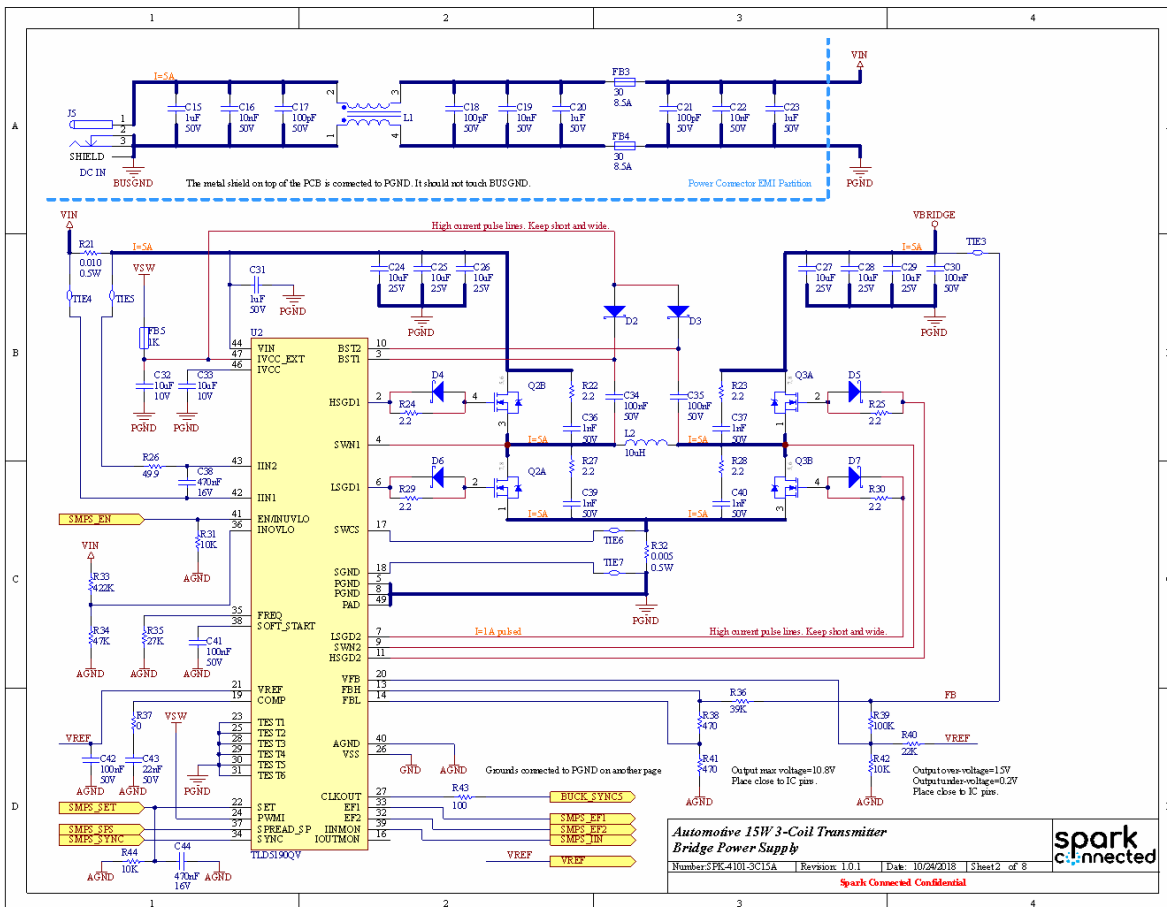 1 2 3 4
A
I=5A
J5
1
2
3
SHIELD
DC IN
BUSGND
C15
1uF
50V
C16
10nF
50V
C17
100pF
50V
2 3
L1
1 4
C18
100pF
50V
C19
10nF
50V
C20
1uF
50V
FB3
30
8.5A
FB4
30
8.5A
C21
100pF
50V
C22
10nF
50V
C23
1uF
50V
VIN
PGND
The metal shield on top of the PCB is connected to PGND. It should not touch BUSGND.
Power Connector EMI Partition
VIN
R21
0.010
0.5W
I=5A
TIE4
TIE5
VSW
FB5
1K
C31
1uF
50V
PGND
High current pulse lines. Keep short and wide.
C24
10uF
25V
C25
10uF
25V
C26
10uF
25V
PGND
D2
D3
VBRIDGE
I=5A
TIE3
C27
10uF
25V
C28
10uF
25V
C29
10uF
25V
C30
100nF
50V
PGND
B
C32
10uF
10V
PGND
C33
10uF
10V
PGND
U2
44 VIN
47 IVCC_EXT
46 IVCC
BST2 10
BST1 3
HSGD1 2
SWN1 4
43 IIN2
42 IIN1
LSGD1 6
41 EN/INUVLO
36 INOVLO
SWCS 17
SGND 18
PGND 5
PGND 8
PAD 49
35 FREQ
38 SOFT_START
LSGD2 7
SWN2 9
HSGD2 11
VFB 20
FBH 13
FBL 14
21 VREF
19 COMP
23 TEST1
25 TEST2
28 TEST3
29 TEST4
30 TEST5
31 TEST6
AGND 40
VSS 26
CLKOUT 27
EF1 33
EF2 32
IINMON 39
IOUTMON 16
22 SET
24 PWMI
37 SPREAD_SP
34 SYNC
TLD5190QV
D4
R24
2.2
4
Q2B
7,8
3
R22
2.2
C36
1nF
50V
C34
100nF
50V
C35
100nF
50V
R23
2.2
C37
1nF
50V
Q3A
7,8
2
1
D5
R25
2.2
I=5A
L2
10uH
I=5A
R26
49.9
C38
470nF
16V
D6
R29
2.2
2
Q2A
1
R27
2.2
C39
1nF
50V
I=5A
R28
2.2
C40
1nF
50V
I=5A
Q3B
4
3
D7
R30
2.2
SMPS_EN
R31
10K
AGND
TIE6
TIE7
R32
0.005
0.5W
PGND
C
VIN
R33
422K
R34
47K
AGND
R35
27K
AGND
C41
100nF
50V
AGND
I=1A pulsed
High current pulse lines. Keep short and wide.
R36
39K
FB
R38
470
R41
470
AGND
R39
100K
R40
22K
VREF
R42
10K
AGND
VREF
C42
100nF
50V
AGND
R37
0
C43
22nF
50V
AGND
VSW
PGND
GND
AGND
Grounds connected to PGND on another page
Output max voltage=10.8V
Place close to IC pins.
Output over-voltage=15V
Output under-voltage=0.2V
Place close to IC pins.
D
R43
100
BUCK_SYNC5
SMPS_EF1
SMPS_EF2
SMPS_IIN
VREF
VREF
SMPS_SET
SMPS_SPS
SMPS_SYNC
R44
10K
AGND
C44
470nF
16V
AGND
Automotive 15W 3-Coil Transmitter
Bridge Power Supply
Number:SPK-4101-3C15A Revision: 1.0.1 Date: 10/24/2018 Sheet 2 of 8
Spark Connected Confidential
spark
connected
1 2 3 4